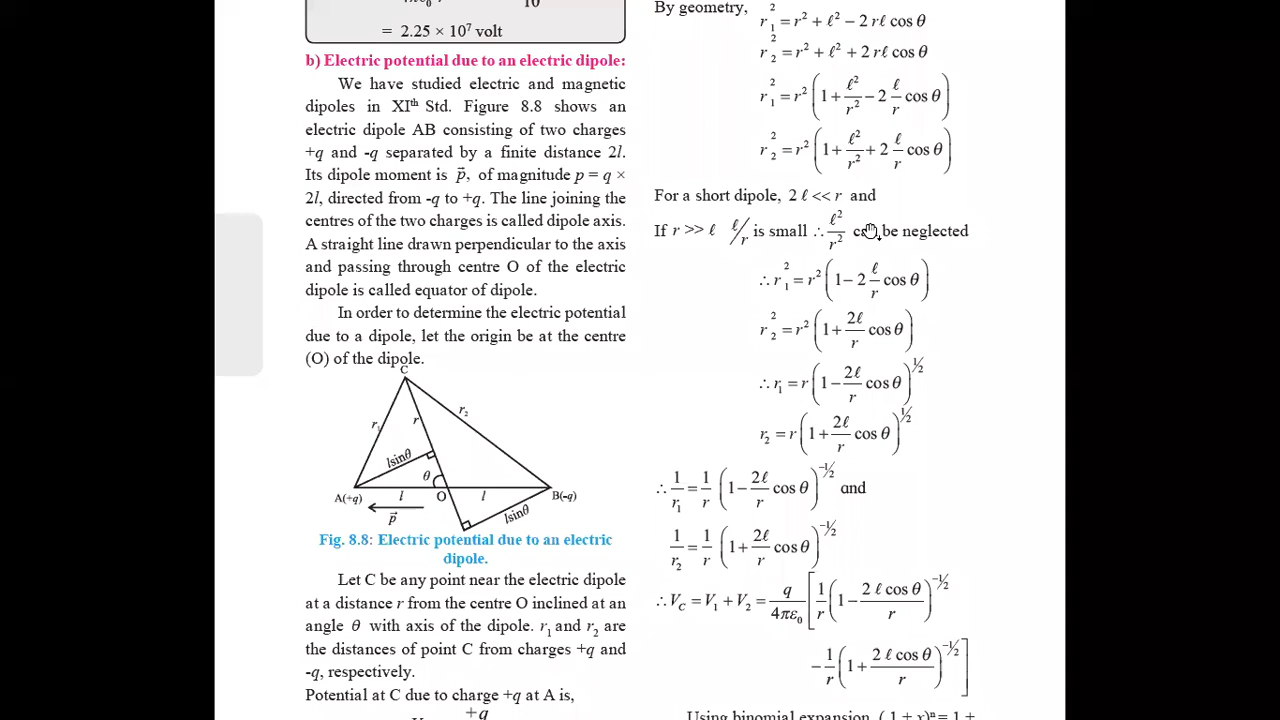 = 2.25 × 10⁷ volt
b) Electric potential due to an electric dipole:
We have studied electric and magnetic
dipoles in XIᵗʰ Std. Figure 8.8 shows an
electric dipole AB consisting of two charges
+q and -q separated by a finite distance 2l.
Its dipole moment is p⃗, of magnitude p = q ×
2l, directed from -q to +q. The line joining the
centres of the two charges is called dipole axis.
A straight line drawn perpendicular to the axis
and passing through centre O of the electric
dipole is called equator of dipole.
In order to determine the electric potential
due to a dipole, let the origin be at the centre
(O) of the dipole.
C
r₁
r
r₂
lsinθ
θ
A(+q)
l
O
l
B(-q)
p⃗
lsinθ
Fig. 8.8: Electric potential due to an electric
dipole.
Let C be any point near the electric dipole
at a distance r from the centre O inclined at an
angle θ with axis of the dipole. r₁ and r₂ are
the distances of point C from charges +q and
-q, respectively.
Potential at C due to charge +q at A is,
+q
By geometry, r₁² = r² + ℓ² − 2 rℓ cos θ
r₂² = r² + ℓ² + 2 rℓ cos θ
r₁² = r² (1 + ℓ²/r² − 2 ℓ/r cos θ)
r₂² = r² (1 + ℓ²/r² + 2 ℓ/r cos θ)
For a short dipole, 2 ℓ << r and
If r >> ℓ ℓ/r is small ∴ ℓ²/r² be neglected
∴ r₁² = r² (1 − 2 ℓ/r cos θ)
r₂² = r² (1 + 2ℓ/r cos θ)
∴ r₁ = r (1 − 2ℓ/r cos θ)^½
r₂ = r (1 + 2ℓ/r cos θ)^½
∴ 1/r₁ = 1/r (1 − 2ℓ/r cos θ)^−½ and
1/r₂ = 1/r (1 + 2ℓ/r cos θ)^−½
∴ V_C = V₁ + V₂ = q/4πε₀ [1/r (1 − 2 ℓ cos θ/r)^−½
− 1/r (1 + 2 ℓ cos θ/r)^−½]
Using binomial expansion, (1 + x)ⁿ = 1 +